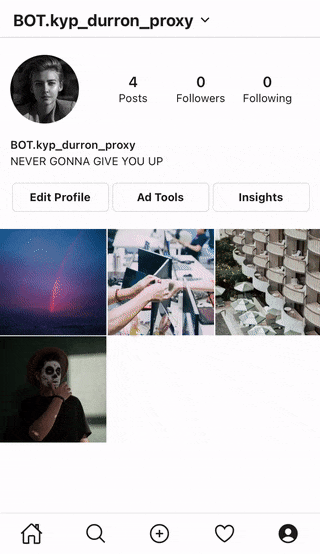 BOT.kyp_durron_proxy
4 0 0
Posts Followers Following
BOT.kyp_durron_proxy
NEVER GONNA GIVE YOU UP
Edit Profile Ad Tools Insights